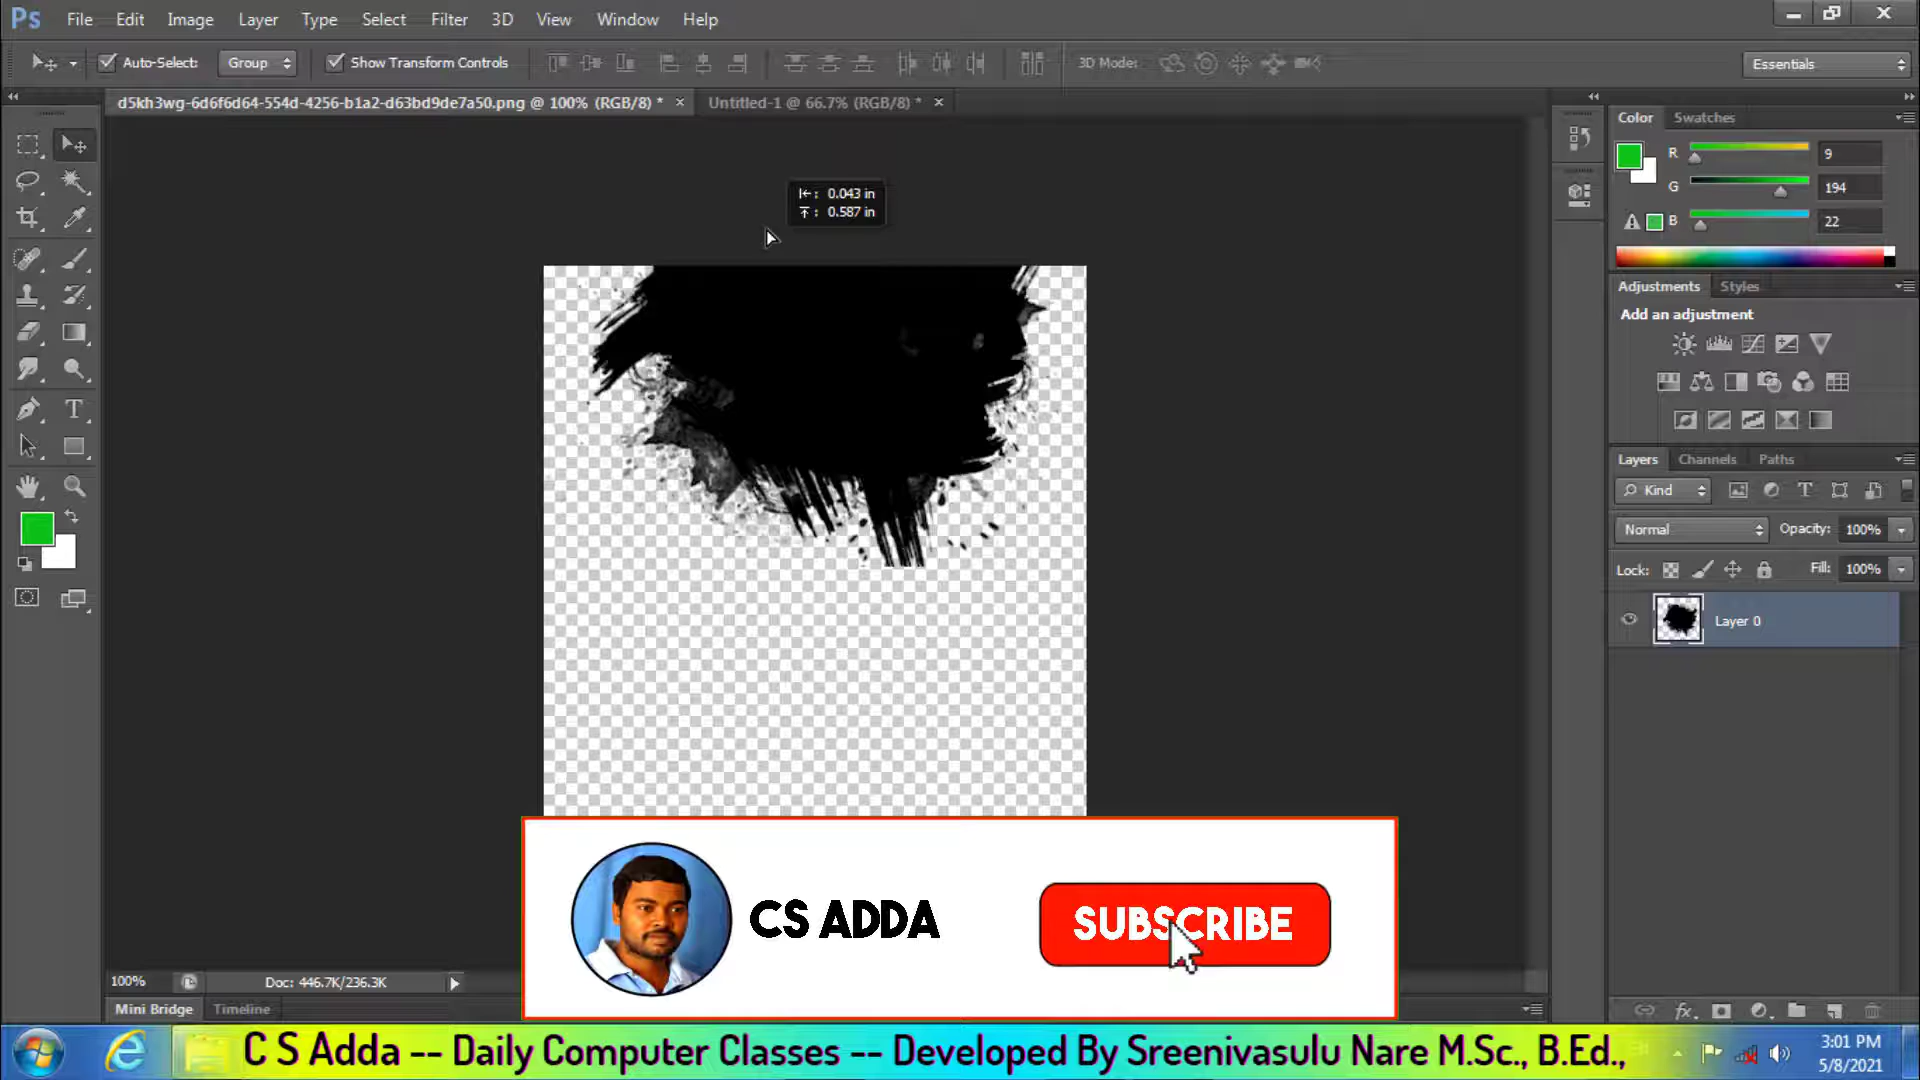 Ps File Edit Image Layer Type Select Filter 3D View Window Help
Auto-Select: Group Show Transform Controls 3D Mode: Essentials
d5kh3wg-6d6f6d64-554d-4256-b1a2-d63bd9de7a50.png @ 100% (RGB/8) * × Untitled-1 @ 66.7% (RGB/8) * ×
Color Swatches
R 9
G 194
B 22
0.043 in
0.587 in
Adjustments Styles
Add an adjustment
Layers Channels Paths
Kind
Normal Opacity: 100%
Lock: Fill: 100%
Layer 0
CS ADDA
SUBSCRIBE
100% Doc: 446.7K/236.3K
Mini Bridge Timeline
C S Adda -- Daily Computer Classes -- Developed By Sreenivasulu Nare M.Sc., B.Ed.,
3:01 PM
5/8/2021